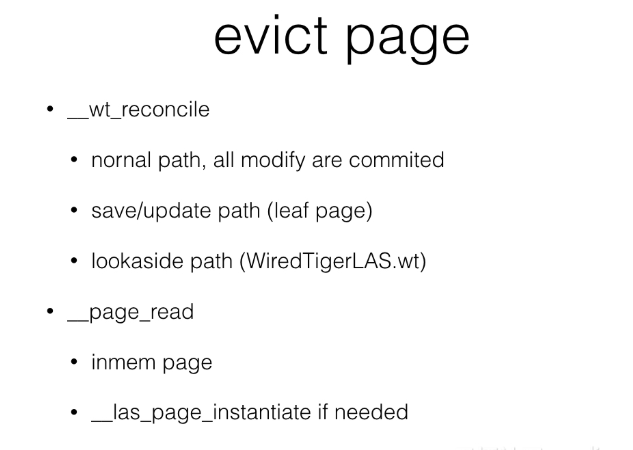 evict page
• __wt_reconcile
• nornal path, all modify are commited
• save/update path (leaf page)
• lookaside path (WiredTigerLAS.wt)
• __page_read
• inmem page
• __las_page_instantiate if needed